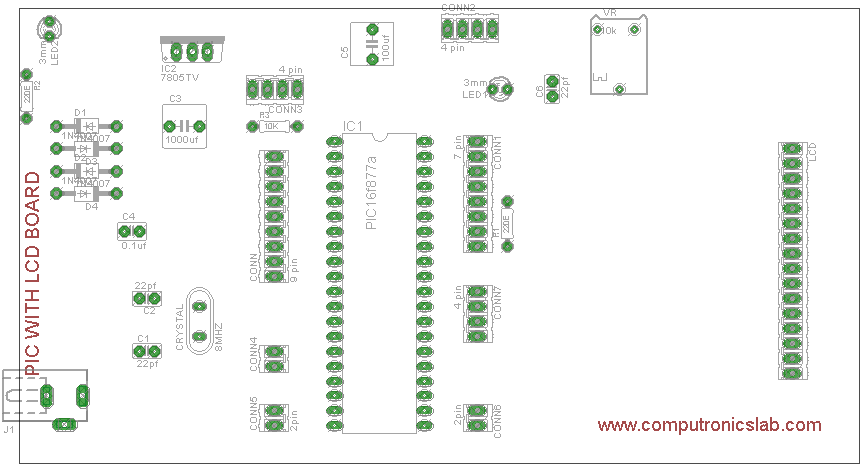 CONN2
4 pin
VR
10k
3mm
LED2
IC2
7805TV
C5
100uf
4 pin
CONN3
3mm
LED1
C6
22pf
R2
220E
D1
1N4007
1N4007
D2
D3
1N4007
1N4007
D4
C3
1000uf
R3
10K
IC1
PIC16f877a
7 pin
CONN1
LCD
PIC WITH LCD BOARD
C4
0.1uf
CONN
9 pin
R1
220E
22pf
C2
C1
22pf
CRYSTAL
8MHZ
4 pin
CONN7
CONN4
CONN5
2pin
2pin
CONN6
J1
www.computronicslab.com